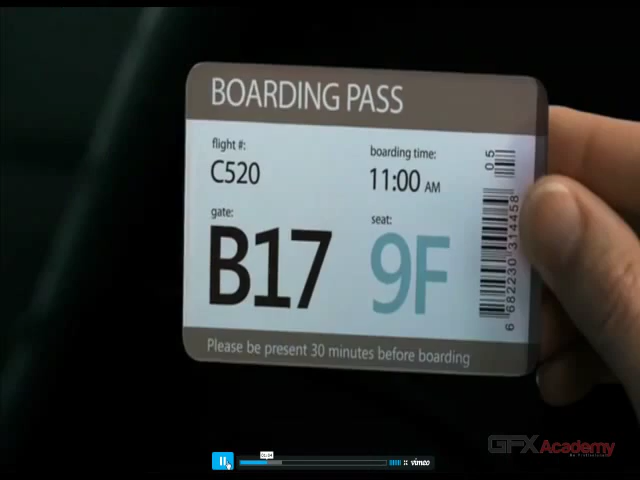 BOARDING PASS
flight #:
C520
boarding time:
11:00 AM
gate:
B17
seat:
9F
05
6 682230 314458
Please be present 30 minutes before boarding
GFX Academy
vimeo